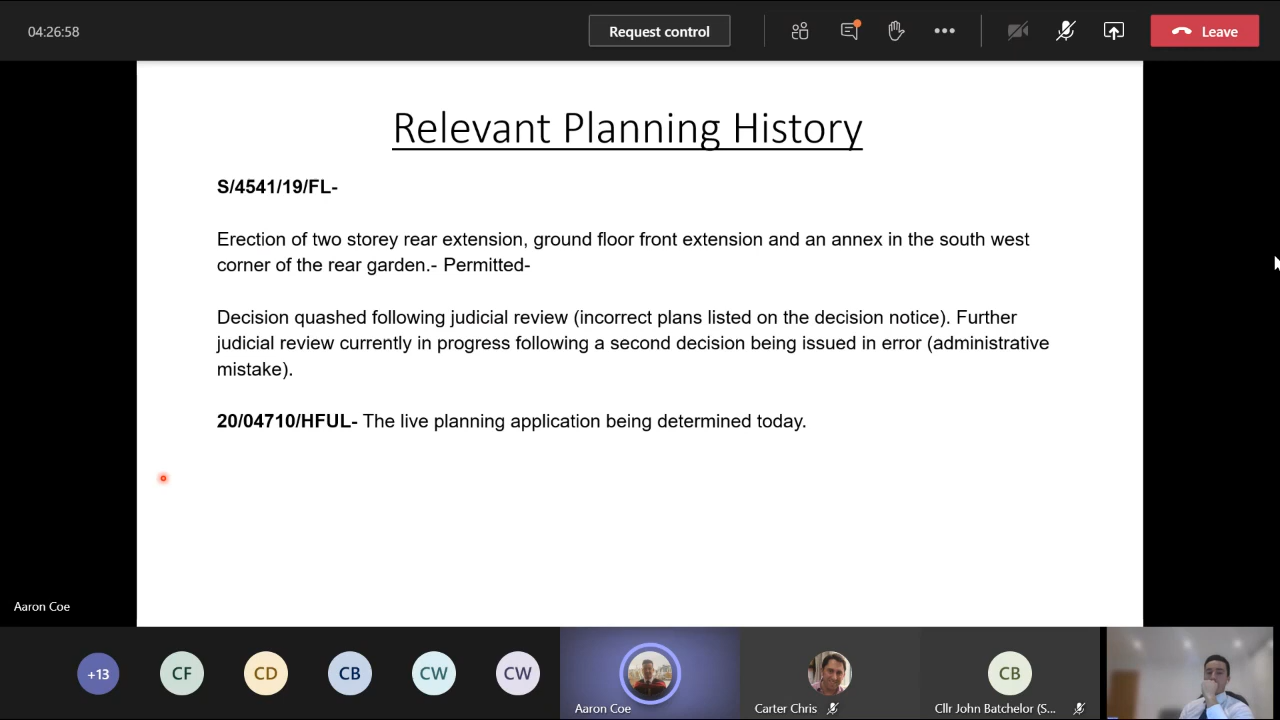 04:26:58
Request control
Leave
Relevant Planning History
S/4541/19/FL-
Erection of two storey rear extension, ground floor front extension and an annex in the south west
corner of the rear garden.- Permitted-
Decision quashed following judicial review (incorrect plans listed on the decision notice). Further
judicial review currently in progress following a second decision being issued in error (administrative
mistake).
20/04710/HFUL- The live planning application being determined today.
Aaron Coe
+13
CF
CD
CB
CW
CW
Aaron Coe
Carter Chris
CB
Cllr John Batchelor (S...